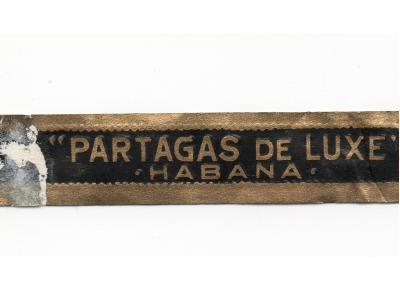 "PARTAGAS DE LUXE"
· HABANA ·